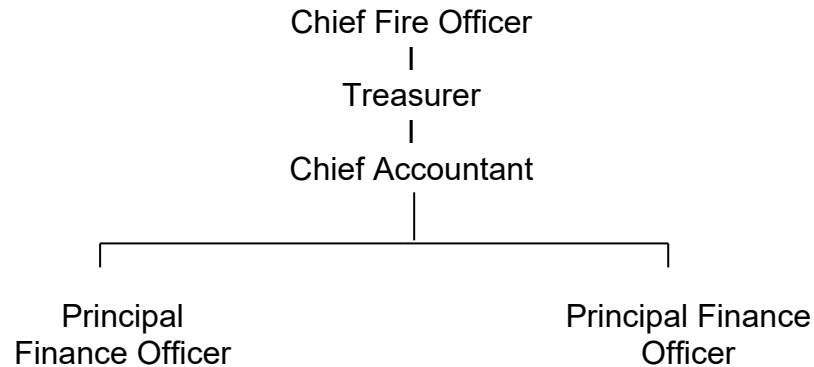 Chief Fire Officer
Treasurer
Chief Accountant
Principal
Finance Officer
Principal Finance
Officer